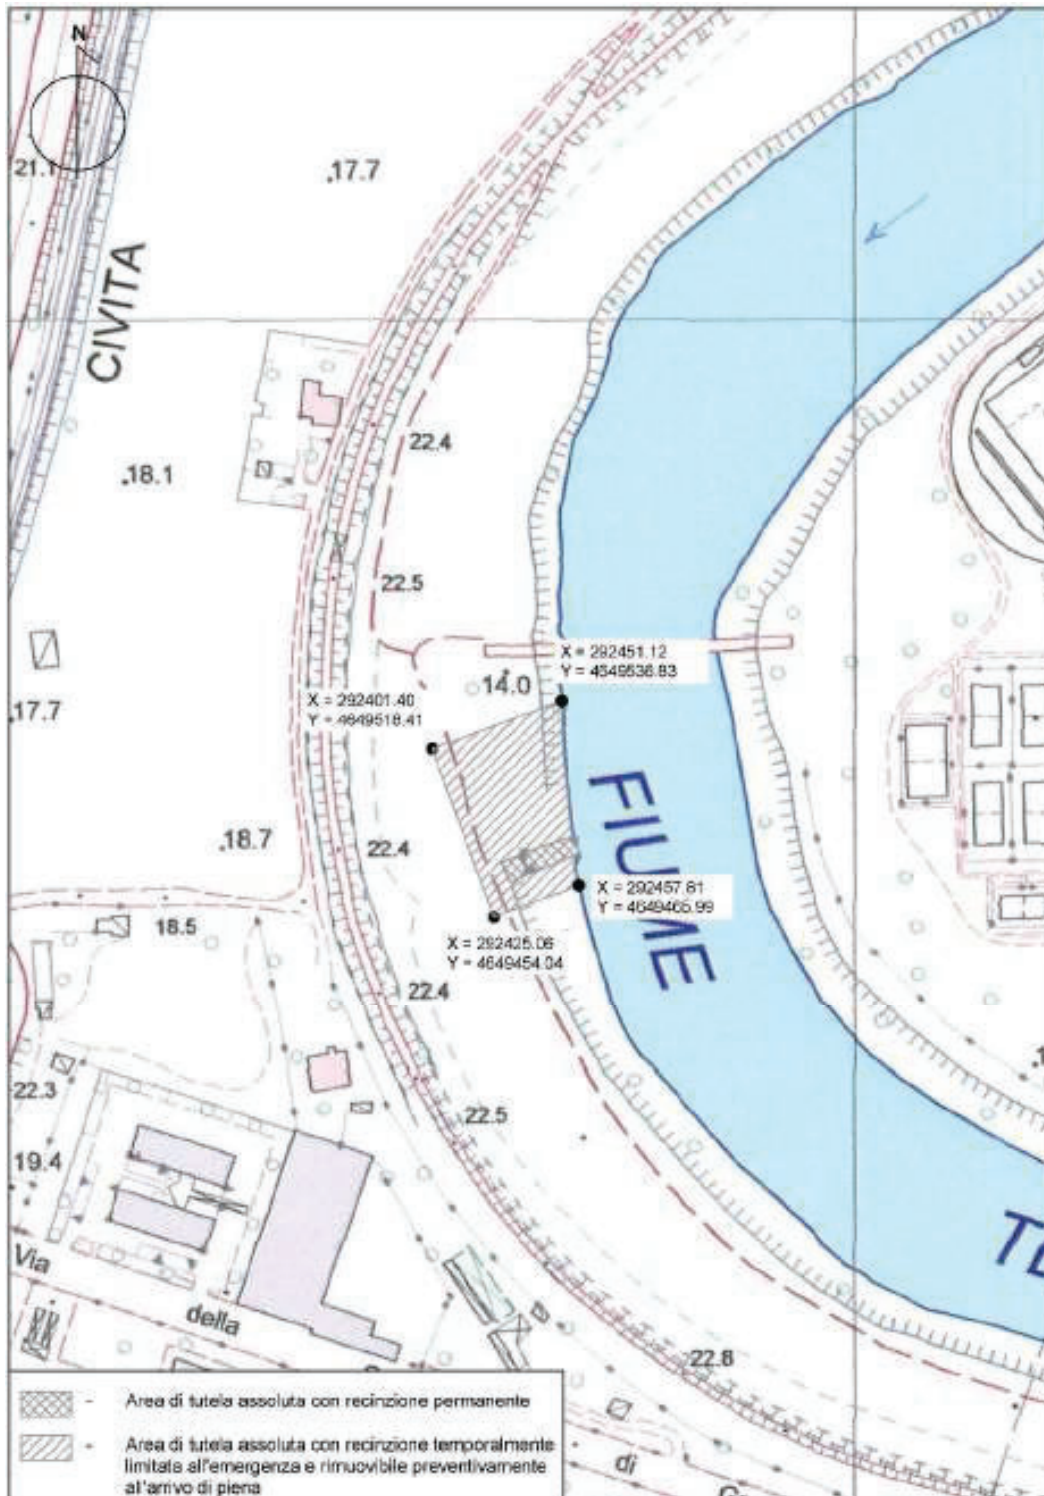 N
21.1
17.7
CIVITA
22.4
18.1
22.5
X = 292451.12
Y = 4649536.83
14.0
X = 292401.40
Y = 4649518.41
17.7
FIUME
18.7
22.4
X = 292457.81
Y = 4649465.99
18.5
X = 292425.06
Y = 4649454.04
22.4
22.3
22.5
19.4
Via
della
22.8
- Area di tutela assoluta con recinzione permanente
- Area di tutela assoluta con recinzione temporalmente
limitata all'emergenza e rimuovibile preventivamente
al'arrivo di piena
di